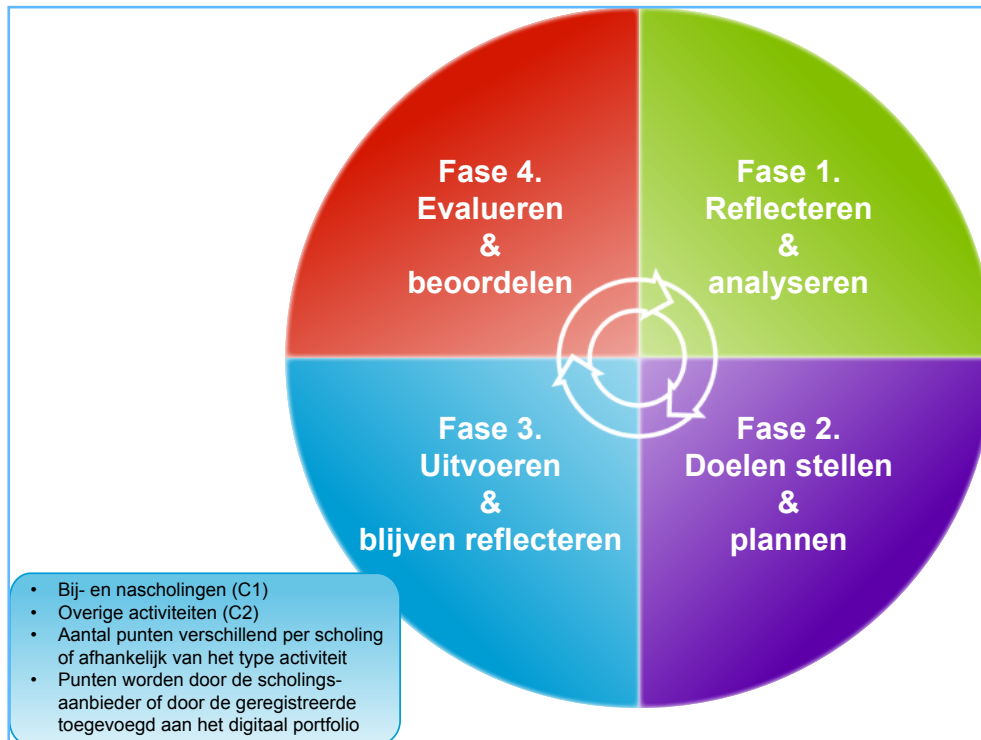 Fase 4.
Evalueren
&
beoordelen
Fase 1.
Reflecteren
&
analyseren
Fase 3.
Uitvoeren
&
blijven reflecteren
Fase 2.
Doelen stellen
&
plannen
• Bij- en nascholingen (C1)
• Overige activiteiten (C2)
• Aantal punten verschillend per scholing
of afhankelijk van het type activiteit
• Punten worden door de scholings-
aanbieder of door de geregistreerde
toegevoegd aan het digitaal portfolio